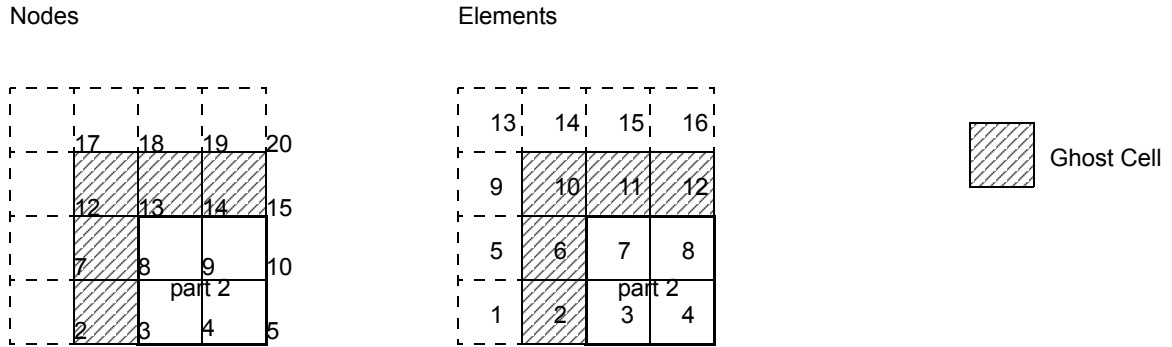 Nodes Elements
13 14 15 16
17 18 19 20
Ghost Cell
9 10 11 12
12 13 14 15
5 6 7 8
7 8 9 10
part 2 part 2
1 2 3 4
2 3 4 5